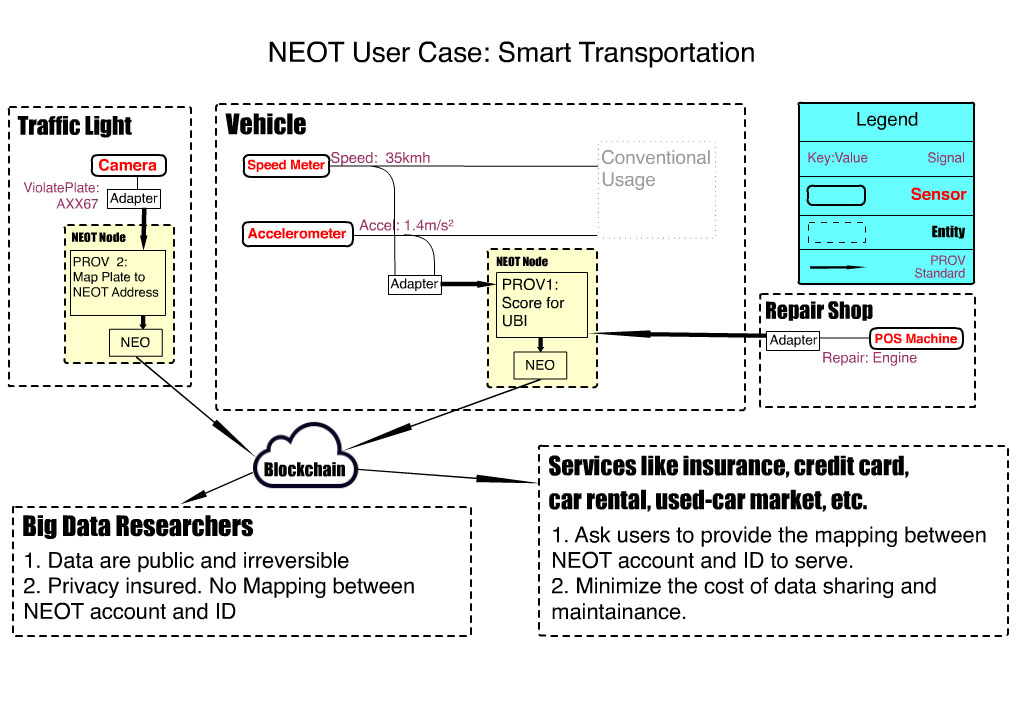 NEOT User Case: Smart Transportation
Traffic Light
Camera
ViolatePlate:
AXX67
Adapter
NEOT Node
PROV 2:
Map Plate to
NEOT Address
NEO
Vehicle
Speed Meter
Speed: 35kmh
Conventional
Usage
Accelerometer
Accel: 1.4m/s²
Adapter
NEOT Node
PROV1:
Score for
UBI
NEO
Legend
Key:Value Signal
Sensor
Entity
PROV
Standard
Repair Shop
Adapter
POS Machine
Repair: Engine
Blockchain
Big Data Researchers
1. Data are public and irreversible
2. Privacy insured. No Mapping between
NEOT account and ID
Services like insurance, credit card,
car rental, used-car market, etc.
1. Ask users to provide the mapping between
NEOT account and ID to serve.
2. Minimize the cost of data sharing and
maintainance.